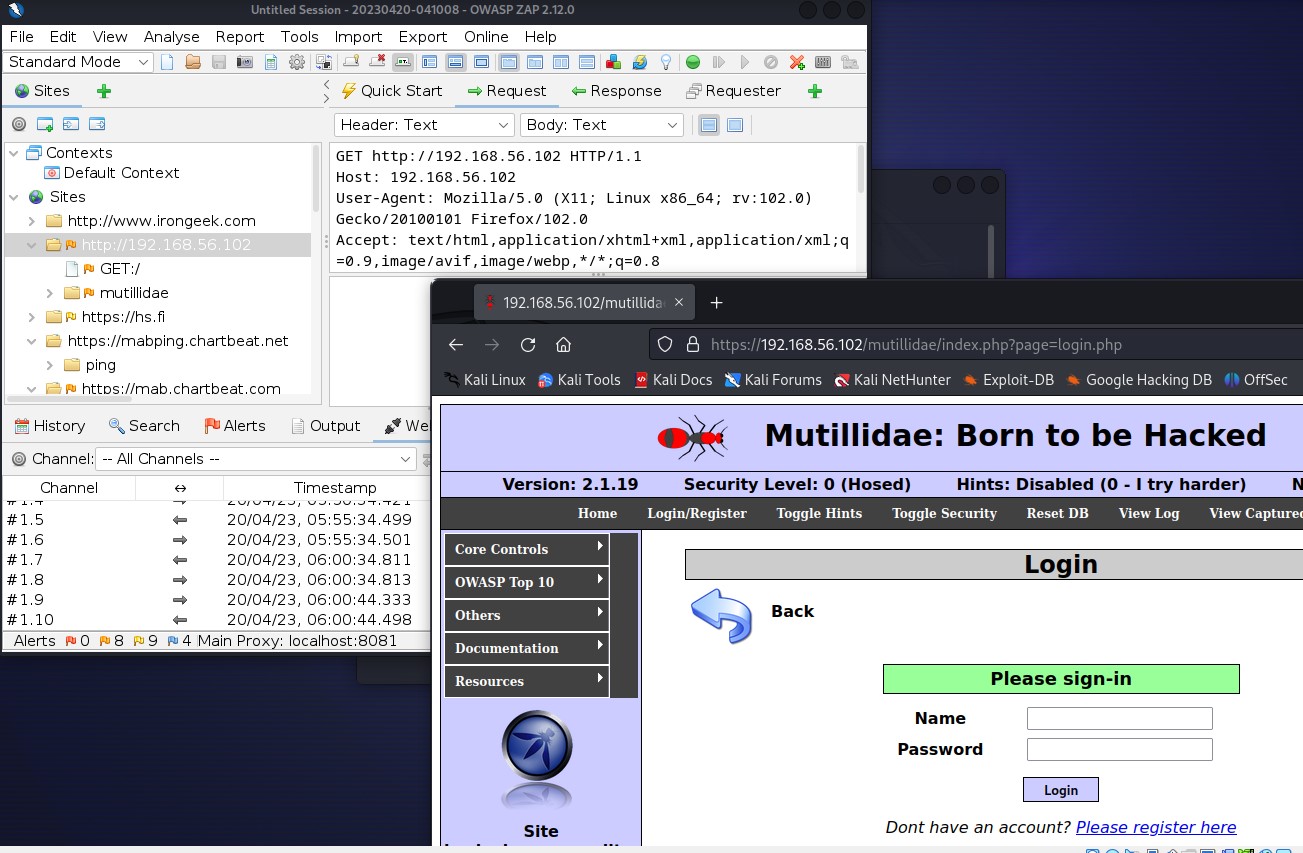 Untitled Session - 20230420-041008 - OWASP ZAP 2.12.0
File Edit View Analyse Report Tools Import Export Online Help
Standard Mode
Sites
Quick Start Request Response Requester
Header: Text Body: Text
Contexts
Default Context
Sites
http://www.irongeek.com
http://192.168.56.102
GET:/
mutillidae
https://hs.fi
https://mabping.chartbeat.net
ping
https://mab.chartbeat.com
GET http://192.168.56.102 HTTP/1.1
Host: 192.168.56.102
User-Agent: Mozilla/5.0 (X11; Linux x86_64; rv:102.0)
Gecko/20100101 Firefox/102.0
Accept: text/html,application/xhtml+xml,application/xml;q
=0.9,image/avif,image/webp,*/*;q=0.8
History Search Alerts Output We
Channel: -- All Channels --
Channel ↔ Timestamp
#1.5 ← 20/04/23, 05:55:34.499
#1.6 → 20/04/23, 05:55:34.501
#1.7 ← 20/04/23, 06:00:34.811
#1.8 → 20/04/23, 06:00:34.813
#1.9 → 20/04/23, 06:00:44.333
#1.10 ← 20/04/23, 06:00:44.498
Alerts 0 8 9 4 Main Proxy: localhost:8081
192.168.56.102/mutillida
https://192.168.56.102/mutillidae/index.php?page=login.php
Kali Linux Kali Tools Kali Docs Kali Forums Kali NetHunter Exploit-DB Google Hacking DB OffSec
Mutillidae: Born to be Hacked
Version: 2.1.19 Security Level: 0 (Hosed) Hints: Disabled (0 - I try harder) N
Home Login/Register Toggle Hints Toggle Security Reset DB View Log View Captured
Core Controls
OWASP Top 10
Others
Documentation
Resources
Site
Login
Back
Please sign-in
Name
Password
Login
Dont have an account? Please register here